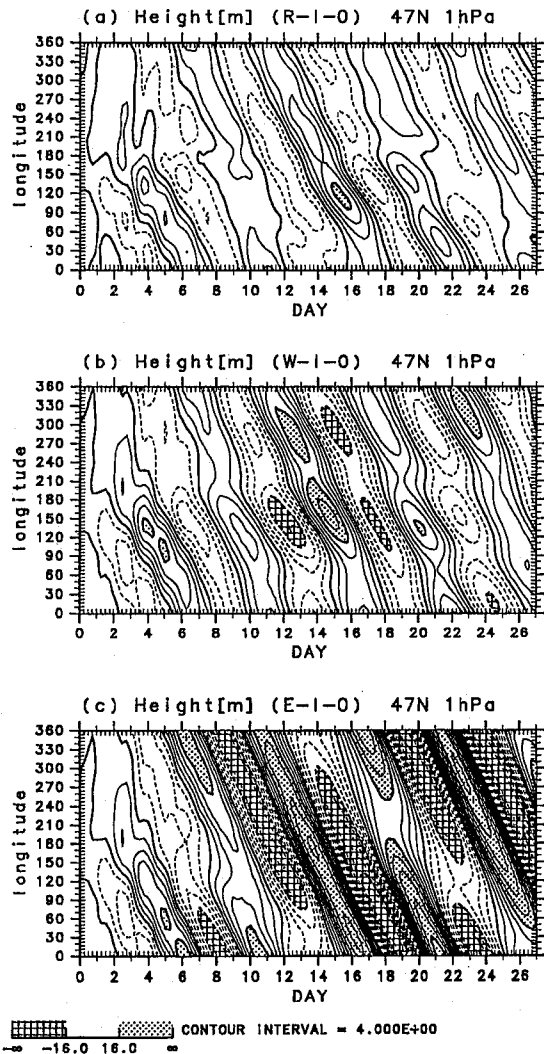 (a) Height[m] (R-I-O) 47N 1hPa
360
330
300
270
240
210
180
150
120
90
60
30
0
longitude
0 2 4 6 8 10 12 14 16 18 20 22 24 26
DAY
(b) Height[m] (W-I-O) 47N 1hPa
360
330
300
270
240
210
180
150
120
90
60
30
0
longitude
0 2 4 6 8 10 12 14 16 18 20 22 24 26
DAY
(c) Height[m] (E-I-O) 47N 1hPa
360
330
300
270
240
210
180
150
120
90
60
30
0
longitude
0 2 4 6 8 10 12 14 16 18 20 22 24 26
DAY
CONTOUR INTERVAL = 4.000E+00
-∞ -16.0 16.0 ∞